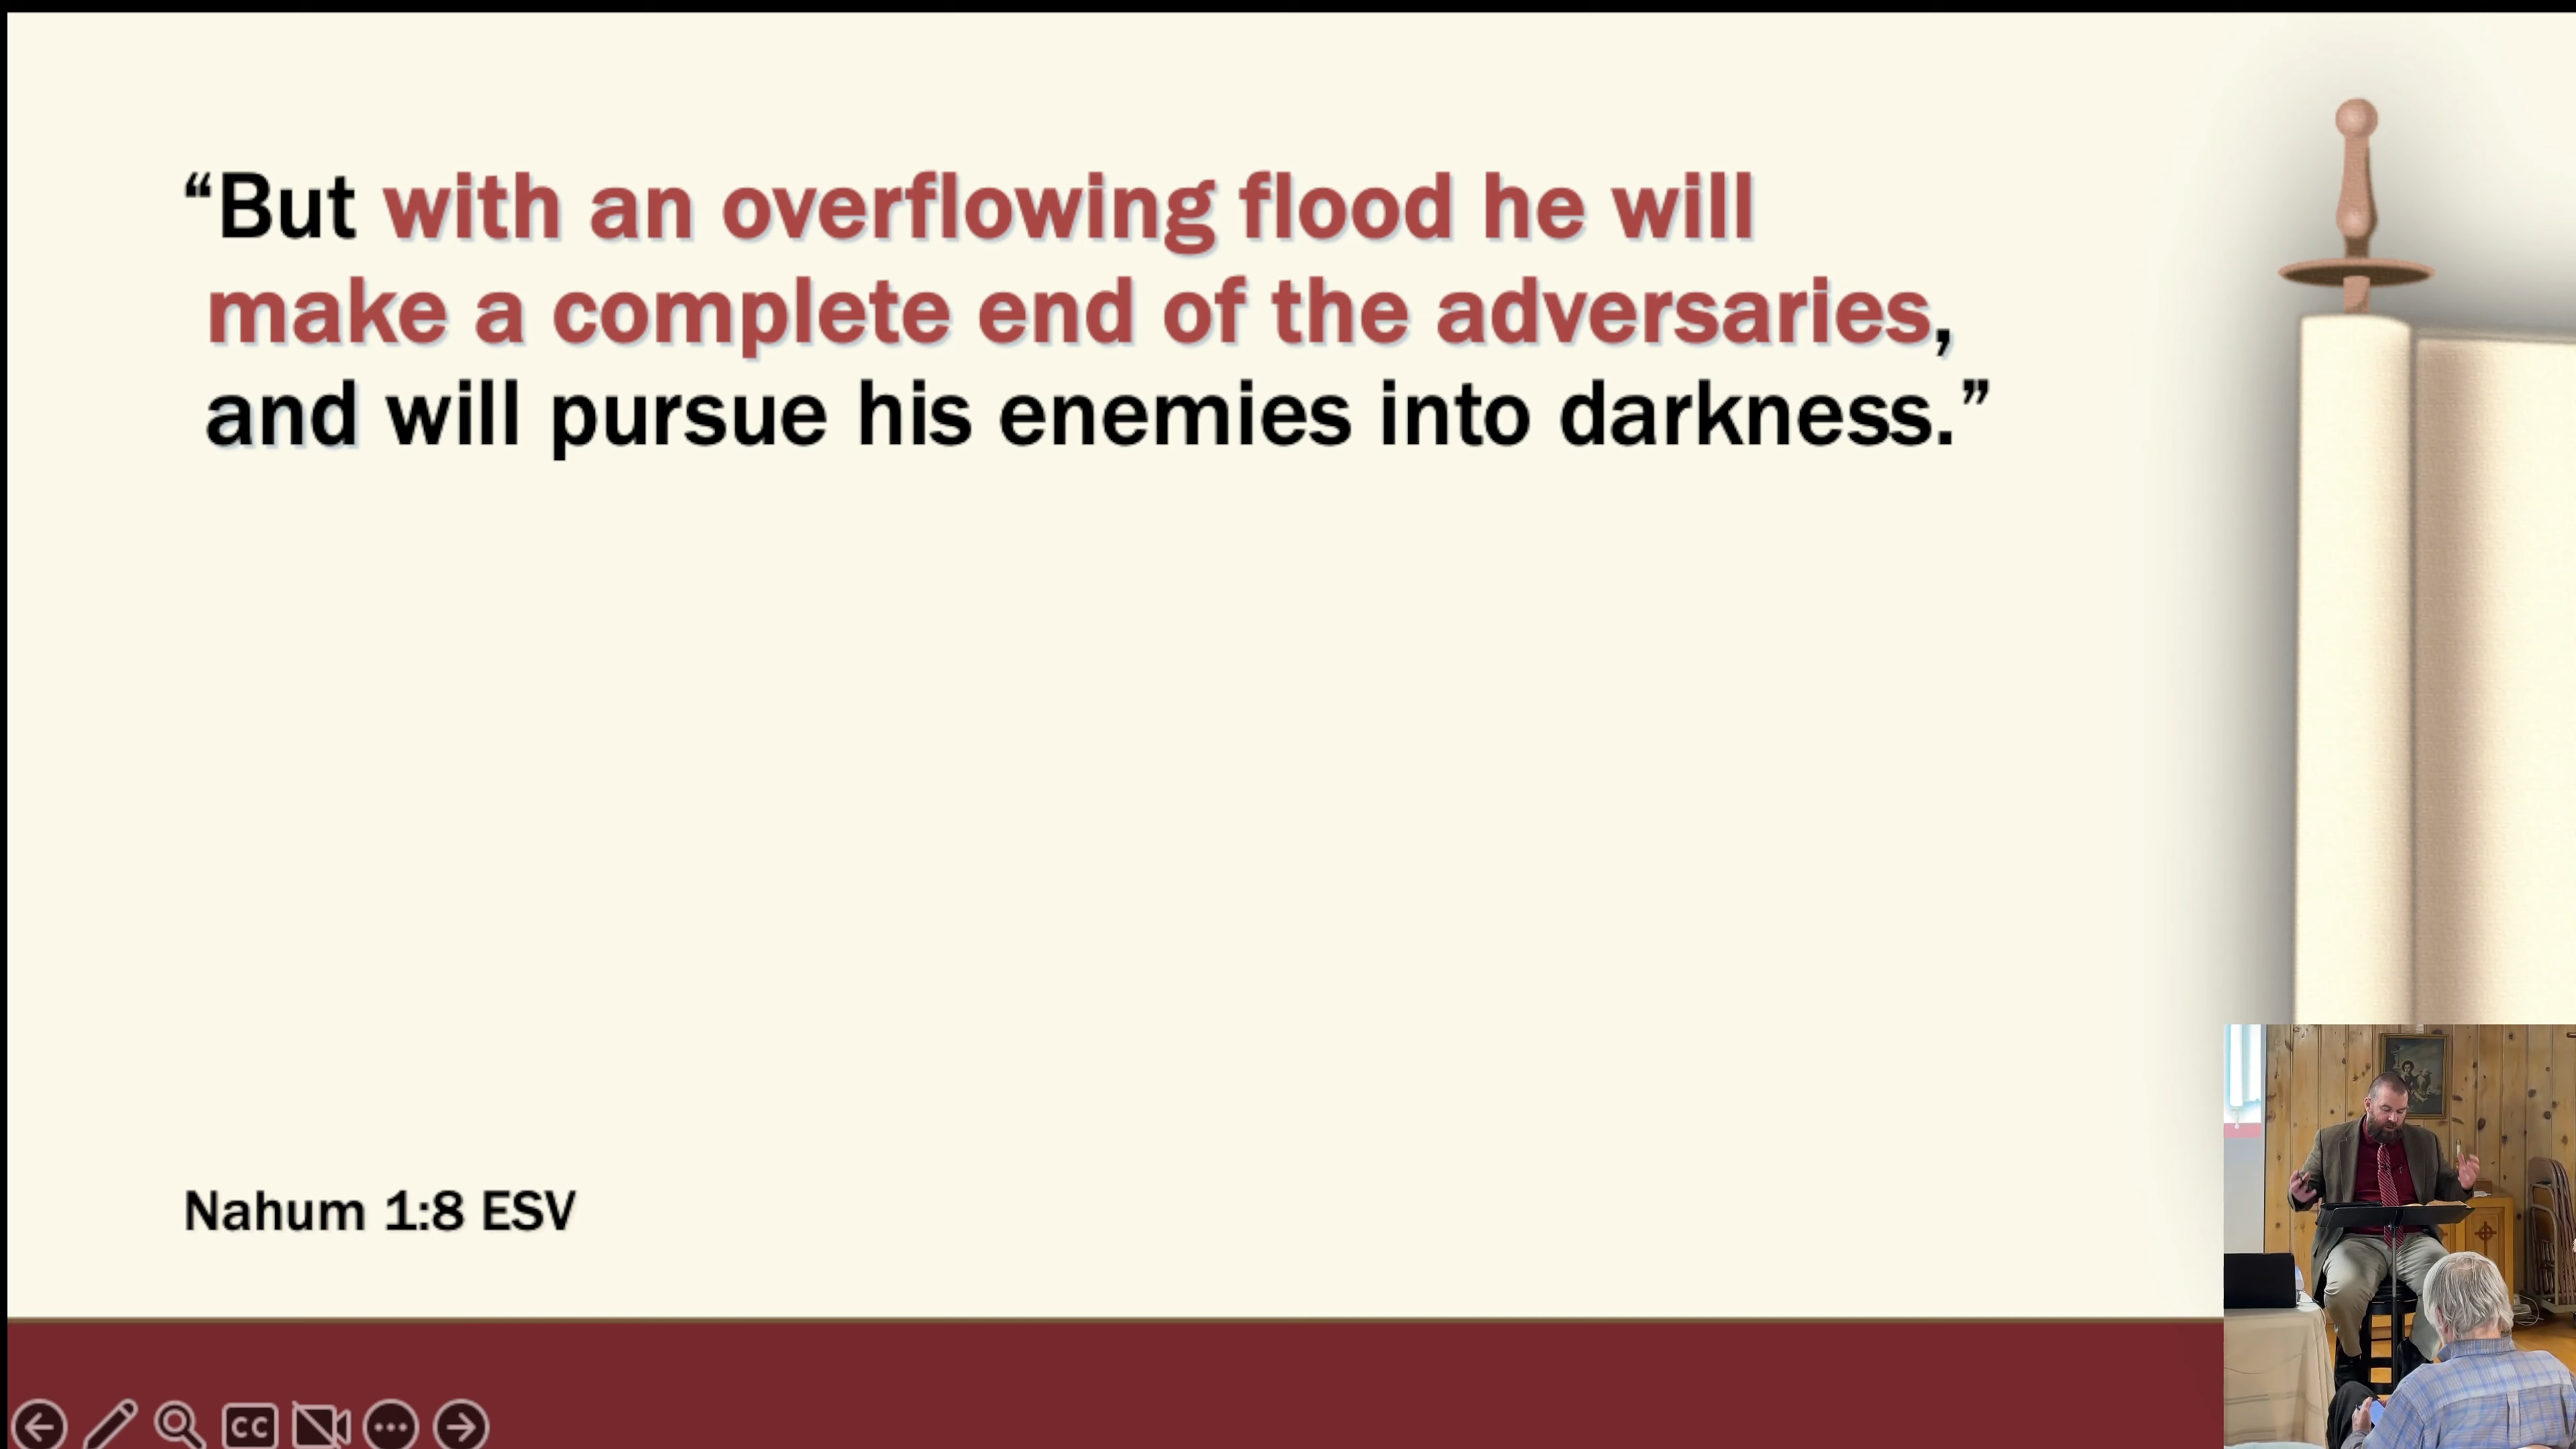 “But with an overflowing flood he will
make a complete end of the adversaries,
and will pursue his enemies into darkness.”
Nahum 1:8 ESV
CC